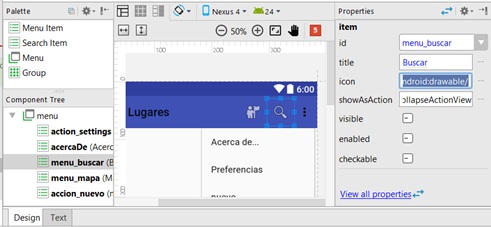 Palette
Menu Item
Search Item
Menu
Group
Component Tree
menu
action_settings
acercaDe (A
menu_buscar (B
menu_mapa (
accion_nuevo (n
Nexus 4
24
50%
5
100
200
300
6:00
Lugares
Acerca de...
Preferencias
nuevo
Properties
item
id menu_buscar
title Buscar
icon ndroid:drawable/
showAsAction ollapseActionView
visible
enabled
checkable
View all properties
Design Text